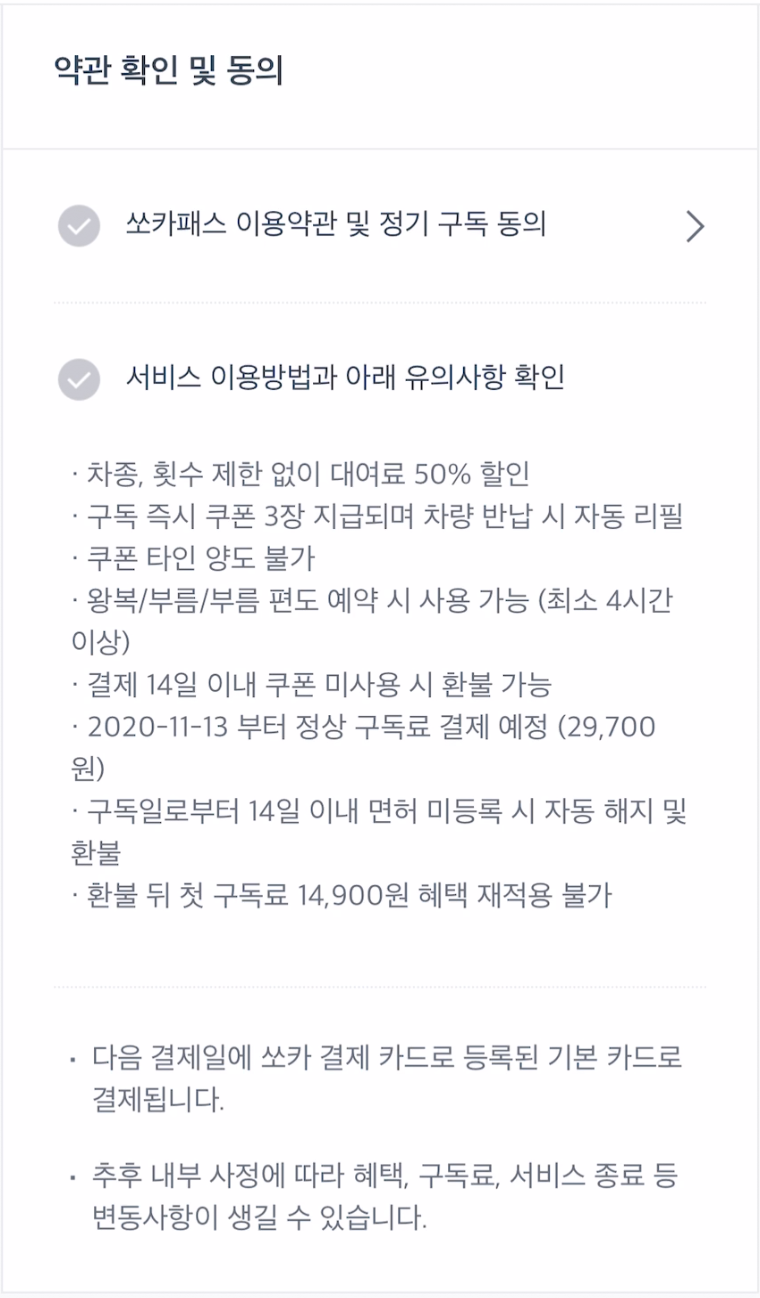 약관 확인 및 동의
쏘카패스 이용약관 및 정기 구독 동의
서비스 이용방법과 아래 유의사항 확인
· 차종, 횟수 제한 없이 대여료 50% 할인
· 구독 즉시 쿠폰 3장 지급되며 차량 반납 시 자동 리필
· 쿠폰 타인 양도 불가
· 왕복/부름/부름 편도 예약 시 사용 가능 (최소 4시간
이상)
· 결제 14일 이내 쿠폰 미사용 시 환불 가능
· 2020-11-13 부터 정상 구독료 결제 예정 (29,700
원)
· 구독일로부터 14일 이내 면허 미등록 시 자동 해지 및
환불
· 환불 뒤 첫 구독료 14,900원 혜택 재적용 불가
· 다음 결제일에 쏘카 결제 카드로 등록된 기본 카드로
결제됩니다.
· 추후 내부 사정에 따라 혜택, 구독료, 서비스 종료 등
변동사항이 생길 수 있습니다.